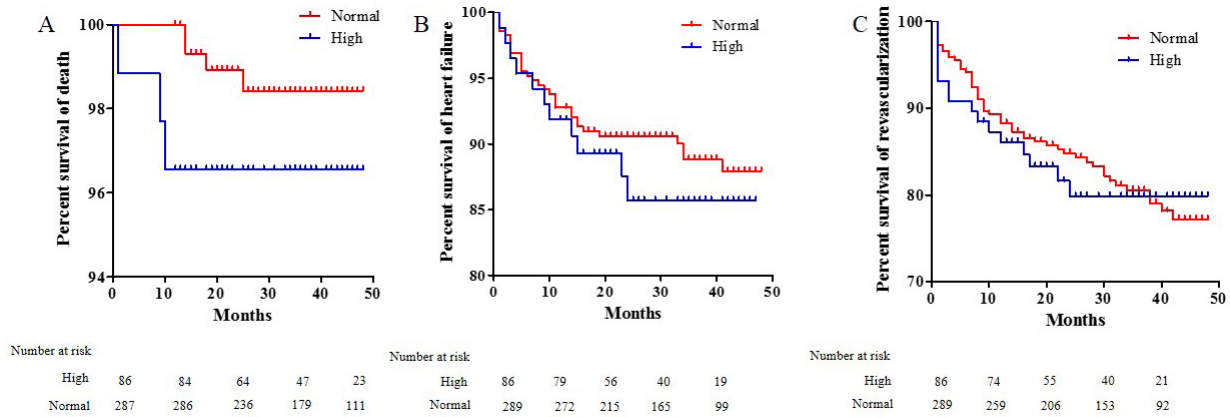 A
Normal
High
Percent survival of death
100
98
96
94
0 10 20 30 40 50
Months
Number at risk
High 86 84 64 47 23
Normal 287 286 236 179 111
B
Normal
High
Percent survival of heart failure
100
95
90
85
80
0 10 20 30 40 50
Months
Number at risk
High 86 79 56 40 19
Normal 289 272 215 165 99
C
Normal
High
Percent survival of revascularization
100
90
80
70
0 10 20 30 40 50
Months
Number at risk
High 86 74 55 40 21
Normal 289 259 206 153 92